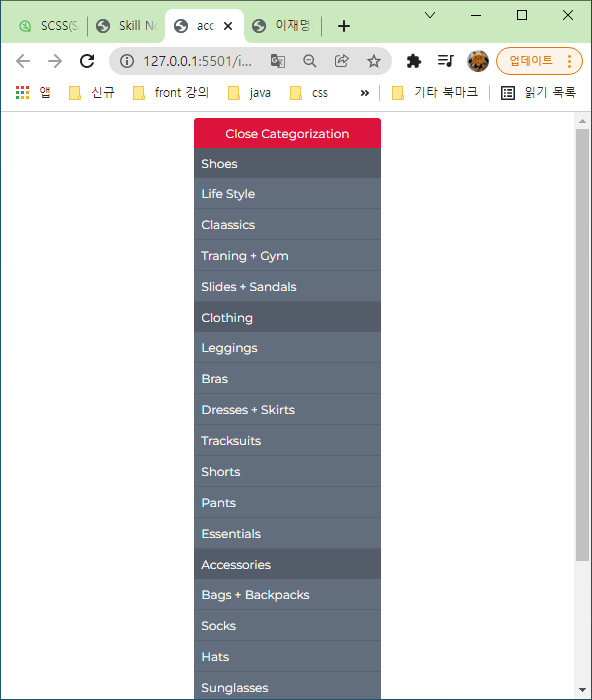 SCSS(S
Skill No
acc
이재명
127.0.0.1:5501/i...
업데이트
앱
신규
front 강의
java
css
»
기타 북마크
읽기 목록
Close Categorization
Shoes
Life Style
Claassics
Traning + Gym
Slides + Sandals
Clothing
Leggings
Bras
Dresses + Skirts
Tracksuits
Shorts
Pants
Essentials
Accessories
Bags + Backpacks
Socks
Hats
Sunglasses